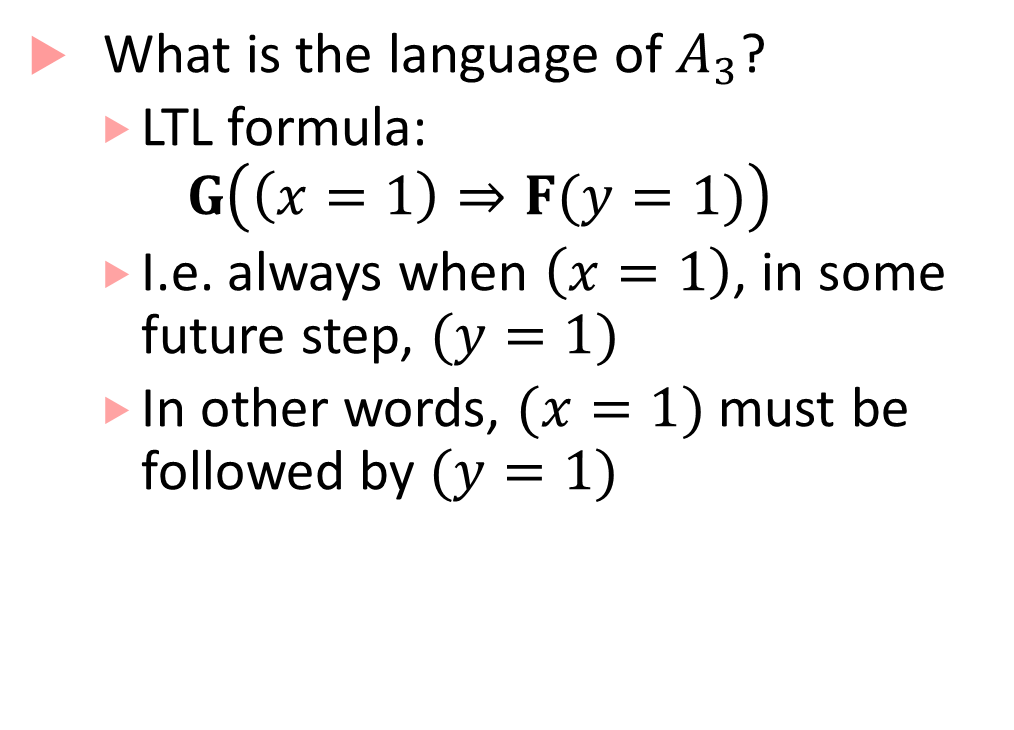 What is the language of 𝐴₃?
LTL formula:
𝐆((𝑥 = 1) ⇒ 𝐅(𝑦 = 1))
I.e. always when (𝑥 = 1), in some
future step, (𝑦 = 1)
In other words, (𝑥 = 1) must be
followed by (𝑦 = 1)